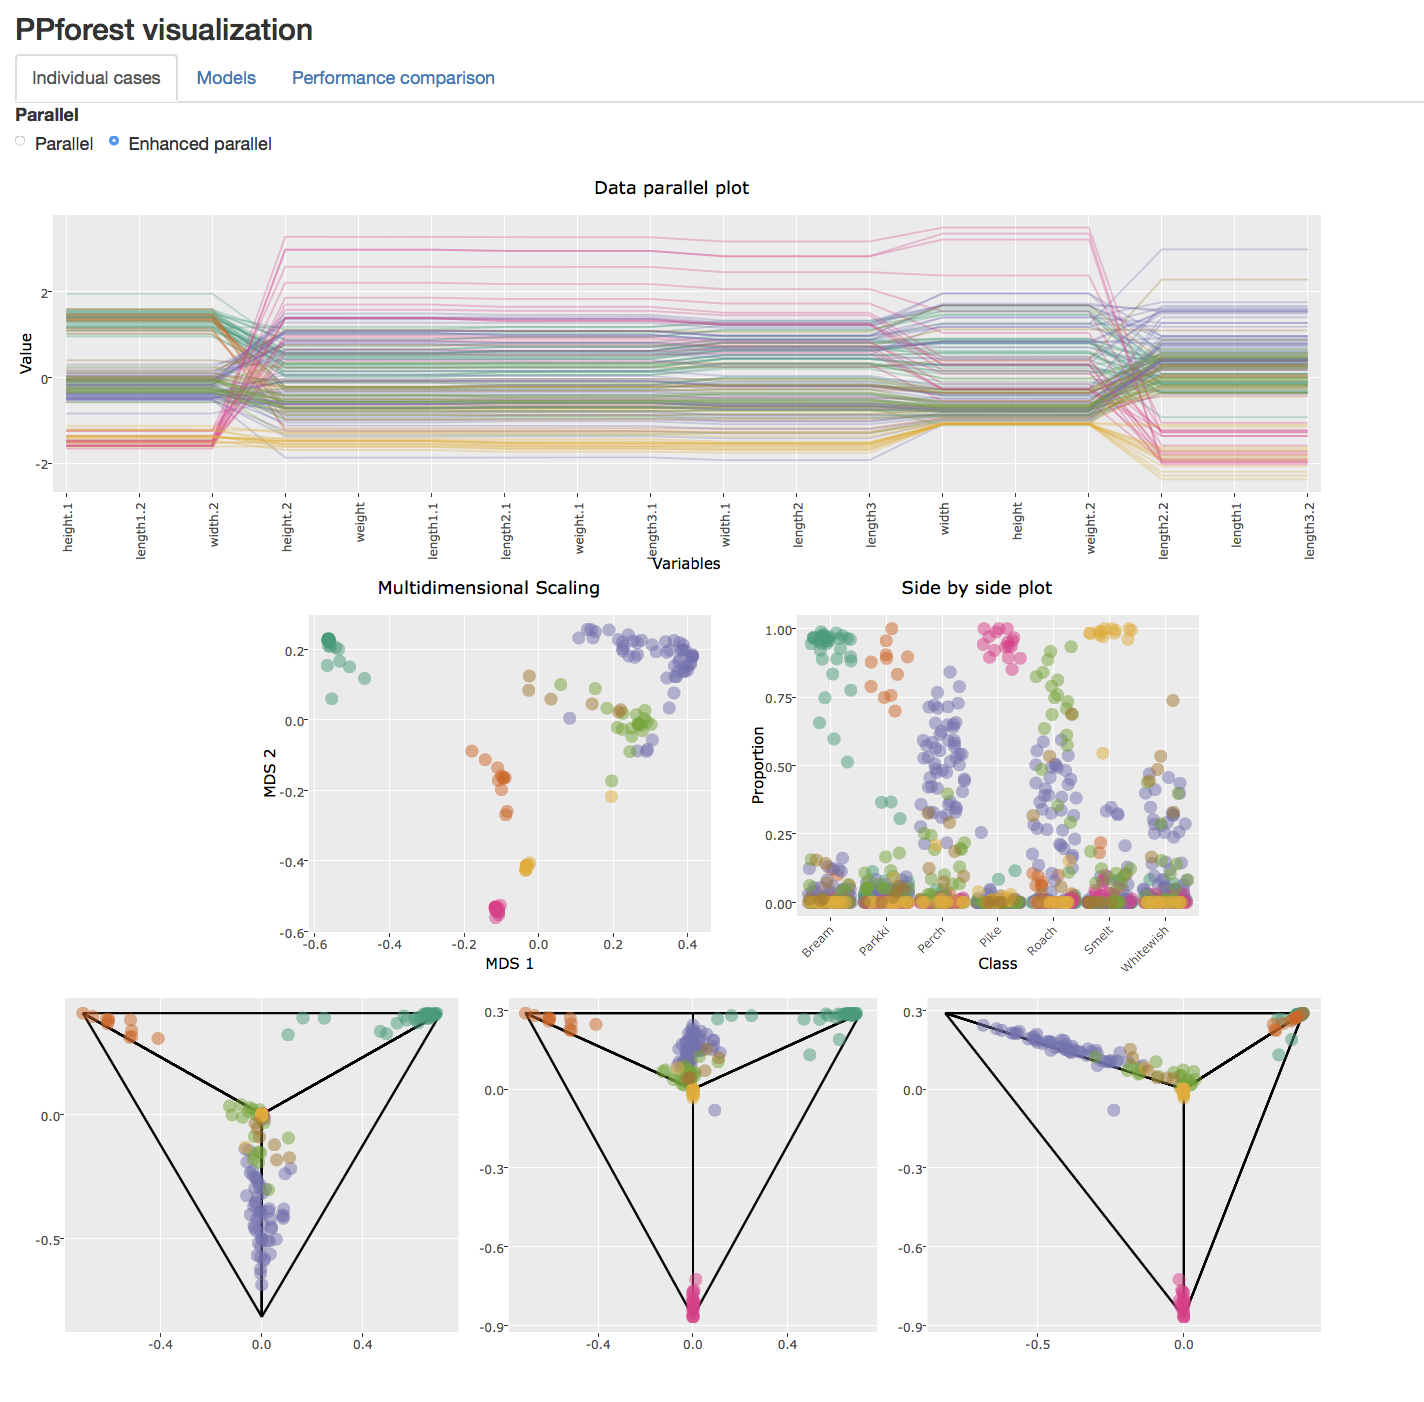 PPforest visualization
Individual cases Models Performance comparison
Parallel
Parallel Enhanced parallel
Data parallel plot
Value
2
0
-2
height.1 length1.2 width.2 height.2 weight length1.1 length2.1 weight.1 length3.1 width.1 length2 length3 width height weight.2 length2.2 length1 length3.2
Variables
Multidimensional Scaling
MDS 2
0.2
0.0
-0.2
-0.4
-0.6
-0.6 -0.4 -0.2 0.0 0.2 0.4
MDS 1
Side by side plot
Proportion
1.00
0.75
0.50
0.25
0.00
Bream Parkki Perch Pike Roach Smelt Whitewish
Class
0.0
-0.5
-0.4 0.0 0.4
0.3
0.0
-0.3
-0.6
-0.9
-0.4 0.0 0.4
0.3
0.0
-0.3
-0.6
-0.9
-0.5 0.0